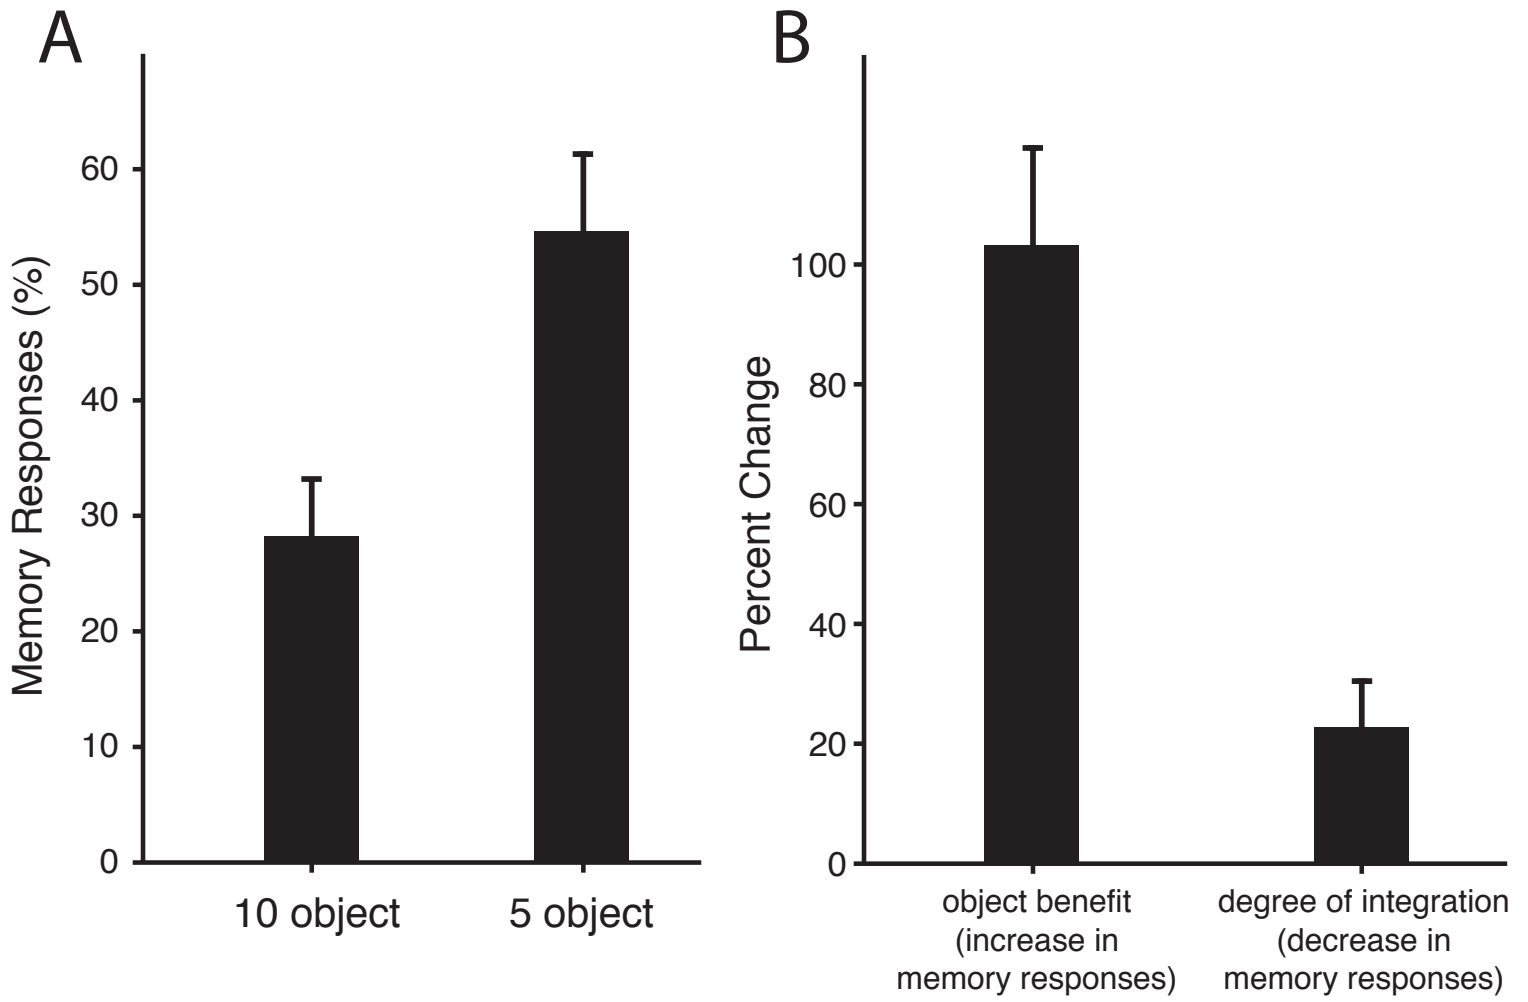 A
Memory Responses (%)
60
50
40
30
20
10
0
10 object
5 object
B
Percent Change
100
80
60
40
20
0
object benefit
(increase in
memory responses)
degree of integration
(decrease in
memory responses)